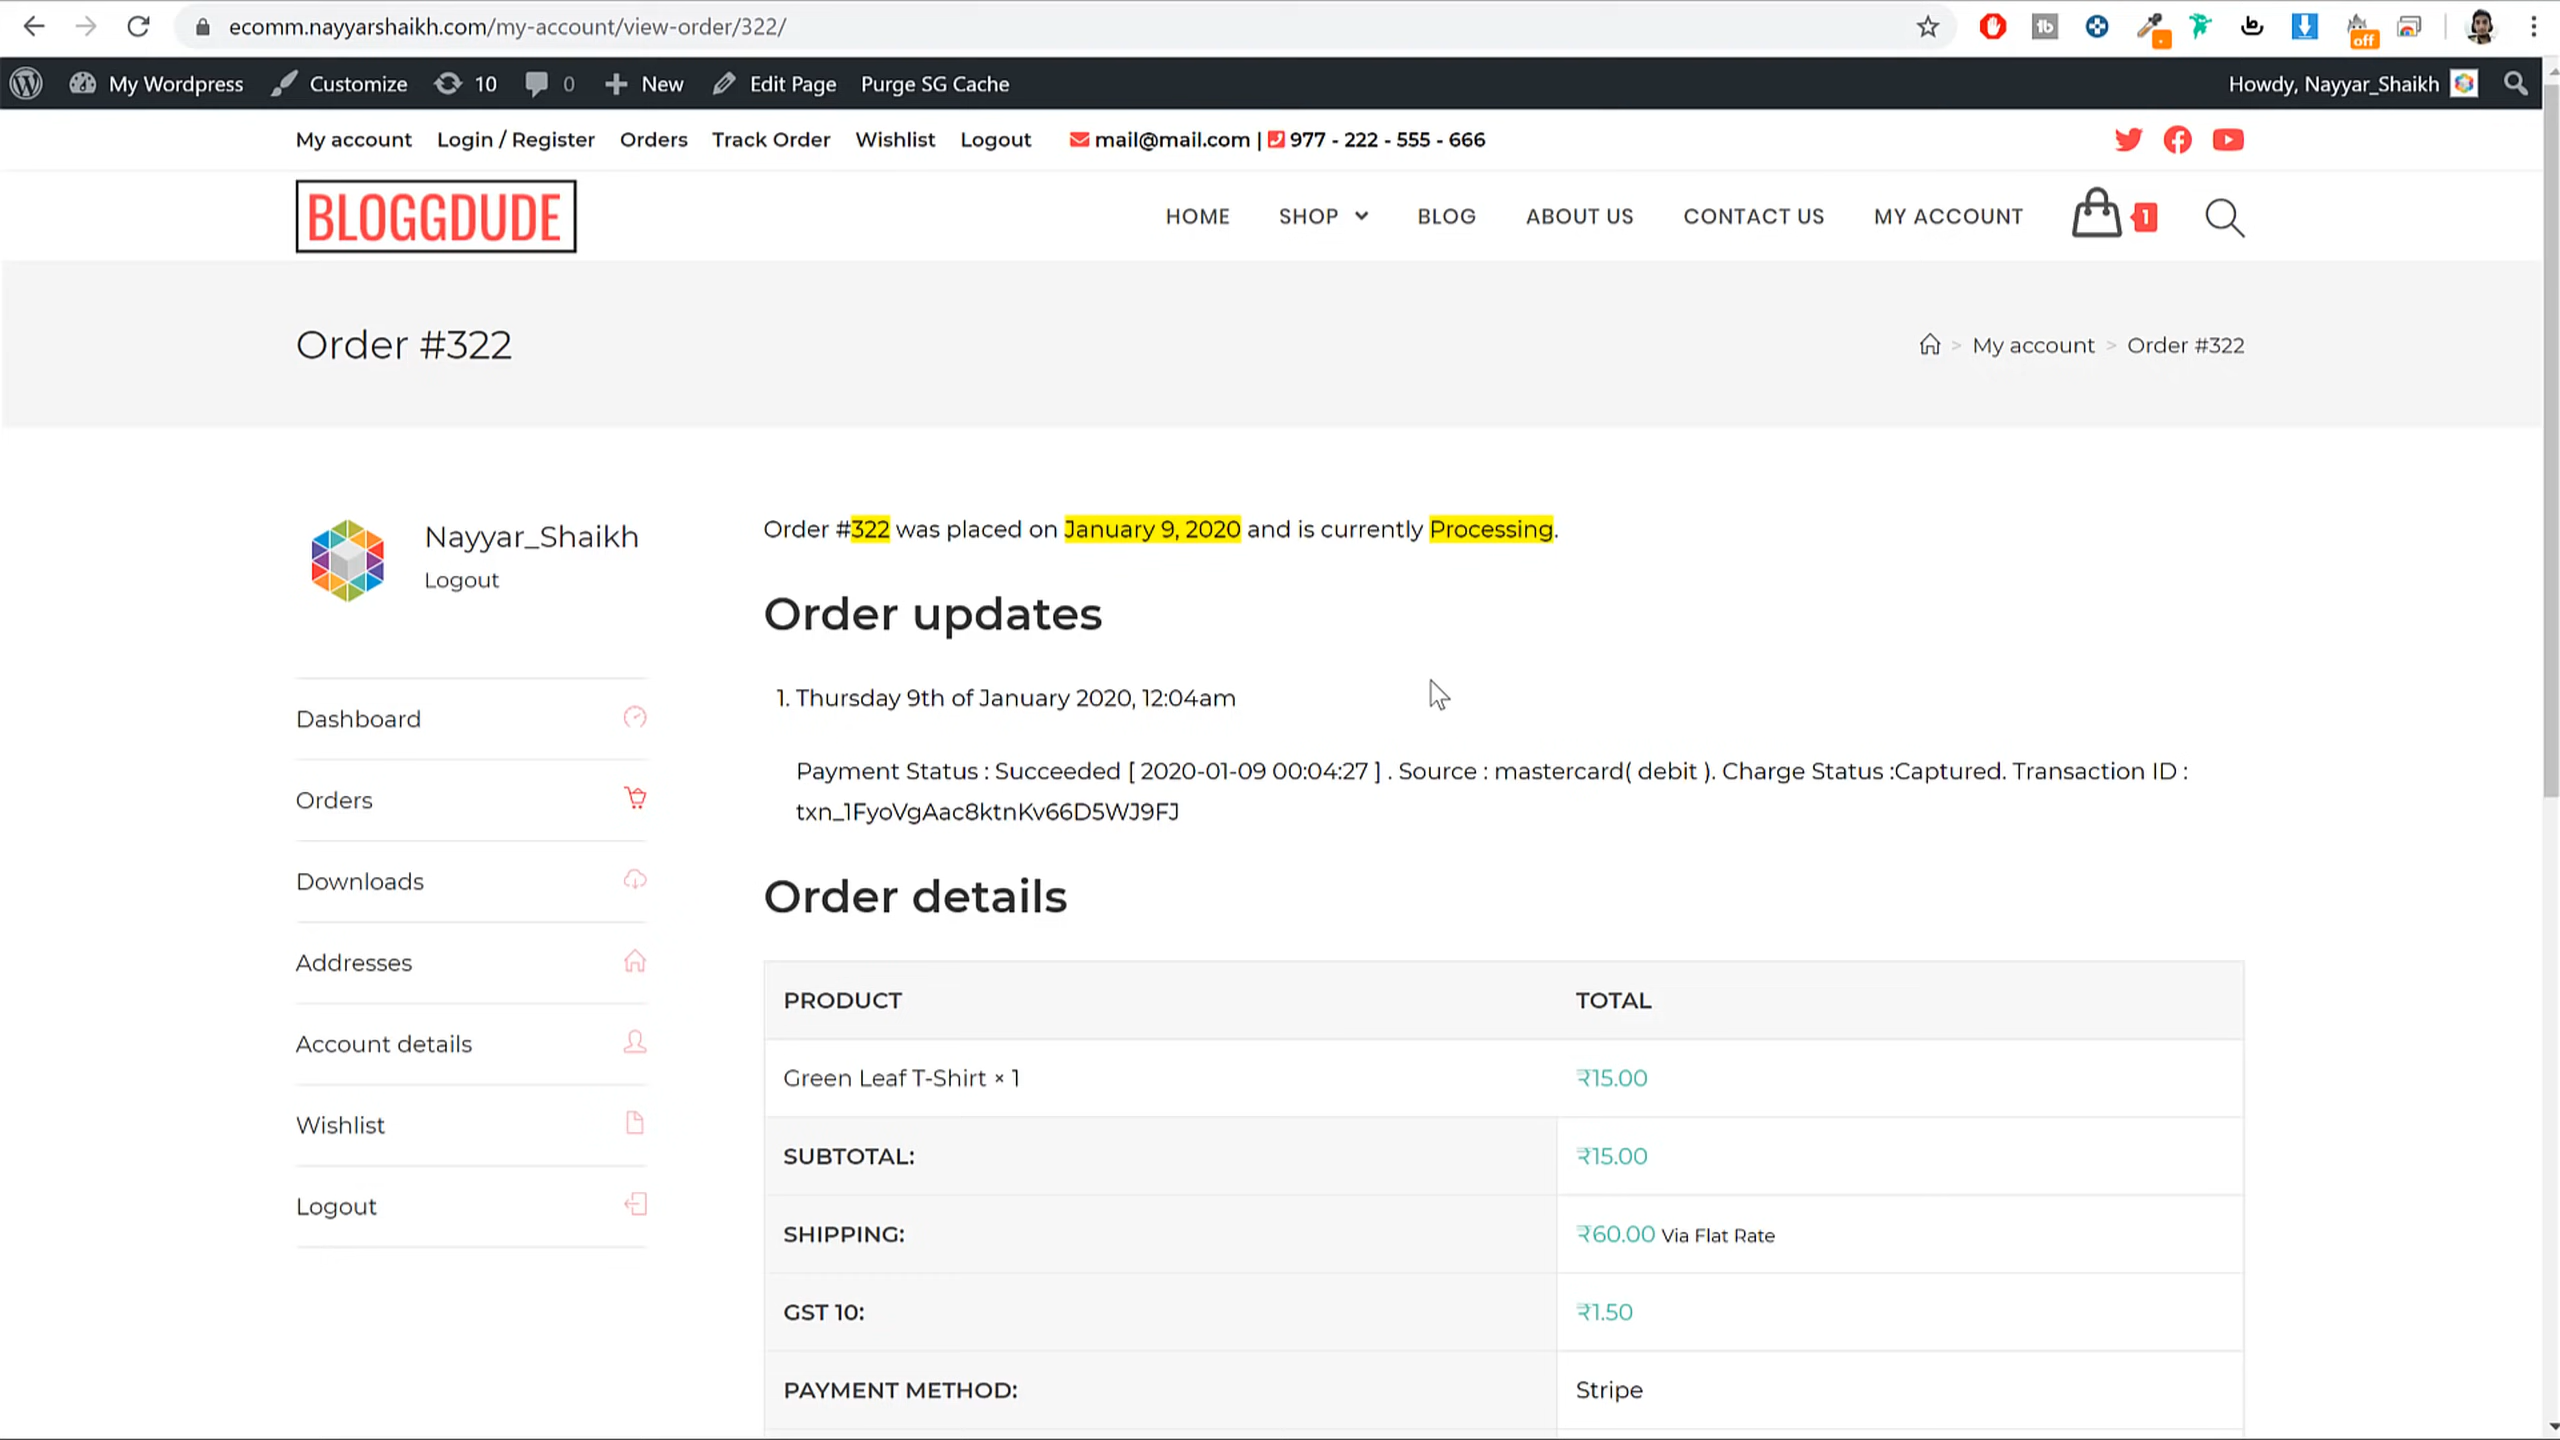 ecomm.nayyarshaikh.com/my-account/view-order/322/
off
My Wordpress Customize 10 0 New Edit Page Purge SG Cache Howdy, Nayyar_Shaikh
My account Login / Register Orders Track Order Wishlist Logout mail@mail.com | 977 - 222 - 555 - 666
BLOGGDUDE
HOME SHOP BLOG ABOUT US CONTACT US MY ACCOUNT 1
Order #322
> My account > Order #322
Nayyar_Shaikh
Logout
Dashboard
Orders
Downloads
Addresses
Account details
Wishlist
Logout
Order #322 was placed on January 9, 2020 and is currently Processing.
Order updates
1. Thursday 9th of January 2020, 12:04am
Payment Status : Succeeded [ 2020-01-09 00:04:27 ] . Source : mastercard( debit ). Charge Status :Captured. Transaction ID :
txn_1FyoVgAac8ktnKv66D5WJ9FJ
Order details
PRODUCT TOTAL
Green Leaf T-Shirt × 1 ₹15.00
SUBTOTAL: ₹15.00
SHIPPING: ₹60.00 Via Flat Rate
GST 10: ₹1.50
PAYMENT METHOD: Stripe